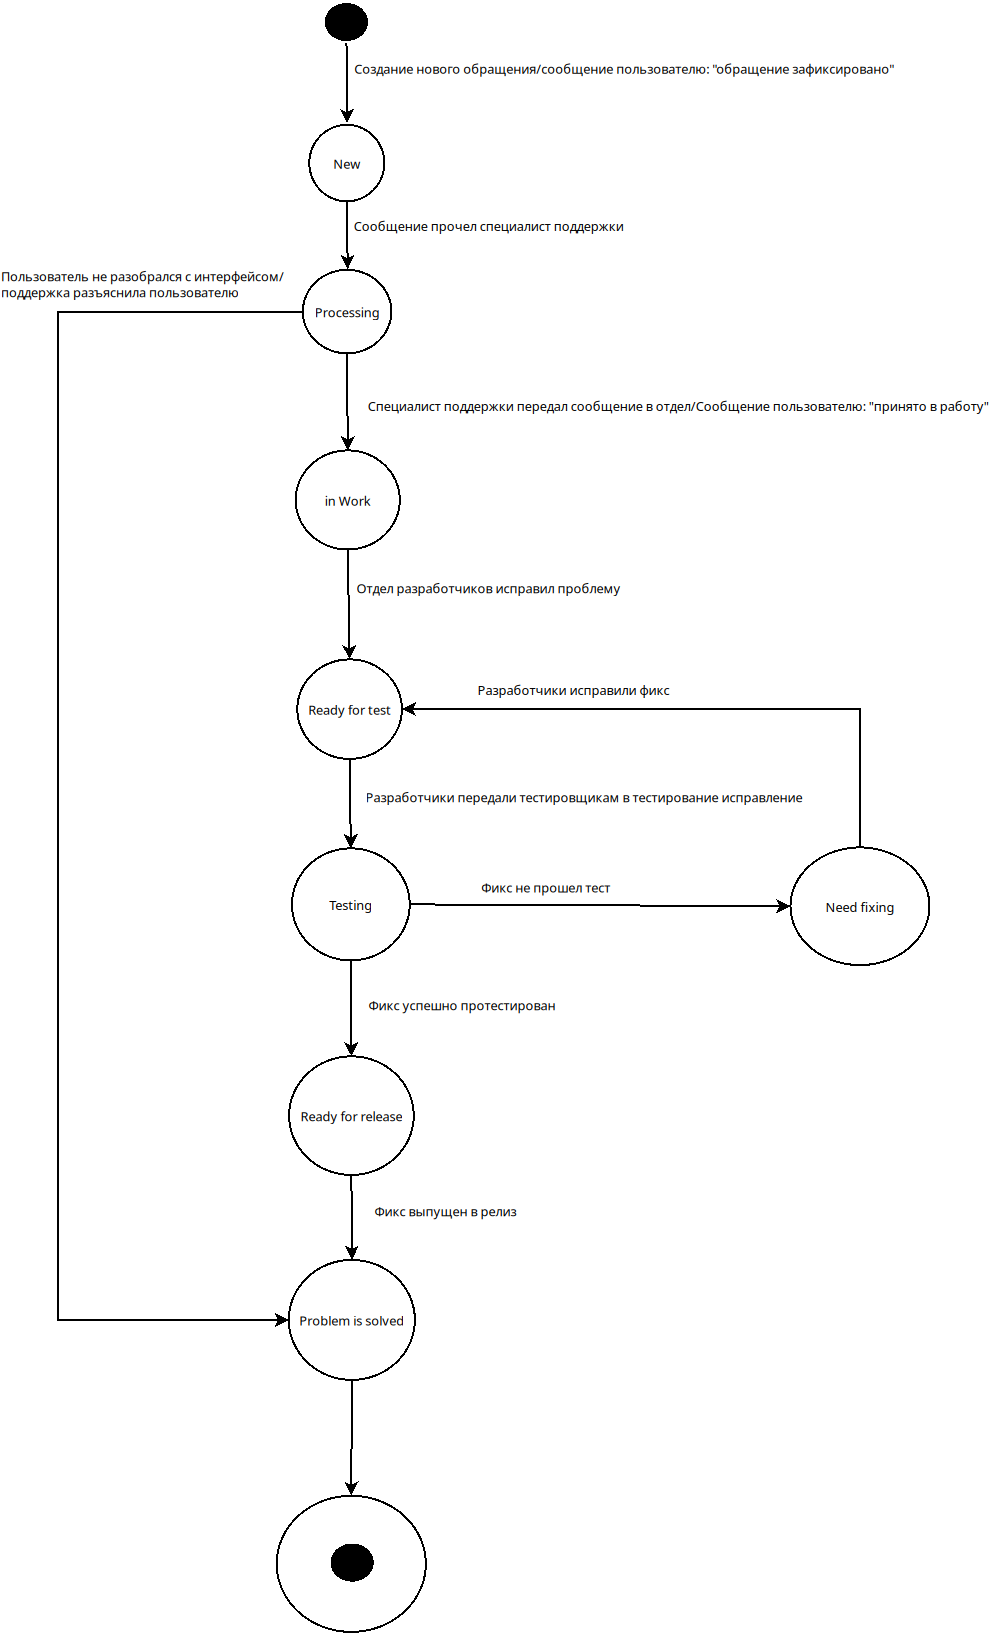 Создание нового обращения/сообщение пользователю: "обращение зафиксировано"
New
Сообщение прочел специалист поддержки
Пользователь не разобрался с интерфейсом/
поддержка разъяснила пользователю
Processing
Специалист поддержки передал сообщение в отдел/Сообщение пользователю: "принято в работу"
in Work
Отдел разработчиков исправил проблему
Разработчики исправили фикс
Ready for test
Разработчики передали тестировщикам в тестирование исправление
Фикс не прошел тест
Testing
Need fixing
Фикс успешно протестирован
Ready for release
Фикс выпущен в релиз
Problem is solved